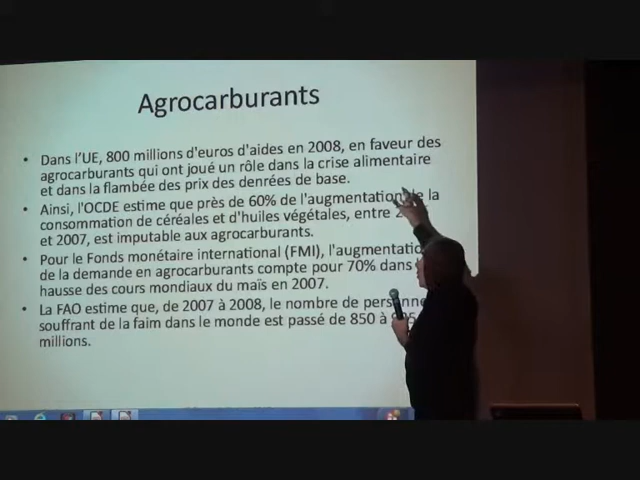 Agrocarburants
• Dans l'UE, 800 millions d'euros d'aides en 2008, en faveur des
agrocarburants qui ont joué un rôle dans la crise alimentaire
et dans la flambée des prix des denrées de base.
• Ainsi, l'OCDE estime que près de 60% de l'augmentation la
consommation de céréales et d'huiles végétales, entre
et 2007, est imputable aux agrocarburants.
• Pour le Fonds monétaire international (FMI), l'augmentatio
de la demande en agrocarburants compte pour 70% dans
hausse des cours mondiaux du maïs en 2007.
• La FAO estime que, de 2007 à 2008, le nombre de personne
souffrant de la faim dans le monde est passé de 850 à
millions.